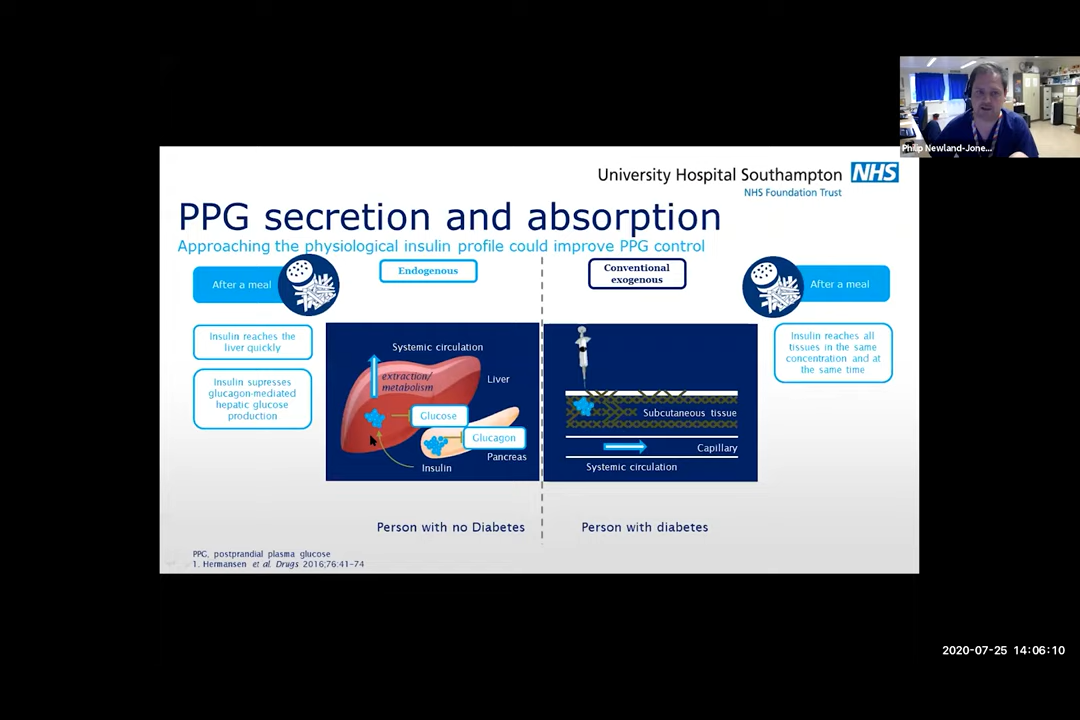 Philip Newland-Jone...
University Hospital Southampton NHS
NHS Foundation Trust
PPG secretion and absorption
Approaching the physiological insulin profile could improve PPG control
After a meal
Endogenous
Conventional
exogenous
After a meal
Insulin reaches the
liver quickly
Insulin supresses
glucagon-mediated
hepatic glucose
production
Systemic circulation
extraction/
metabolism
Liver
Glucose
Glucagon
Pancreas
Insulin
Subcutaneous tissue
Capillary
Systemic circulation
Insulin reaches all
tissues in the same
concentration and at
the same time
Person with no Diabetes
Person with diabetes
PPG, postprandial plasma glucose
1. Hermansen et al. Drugs 2016;76:41-74
2020-07-25 14:06:10